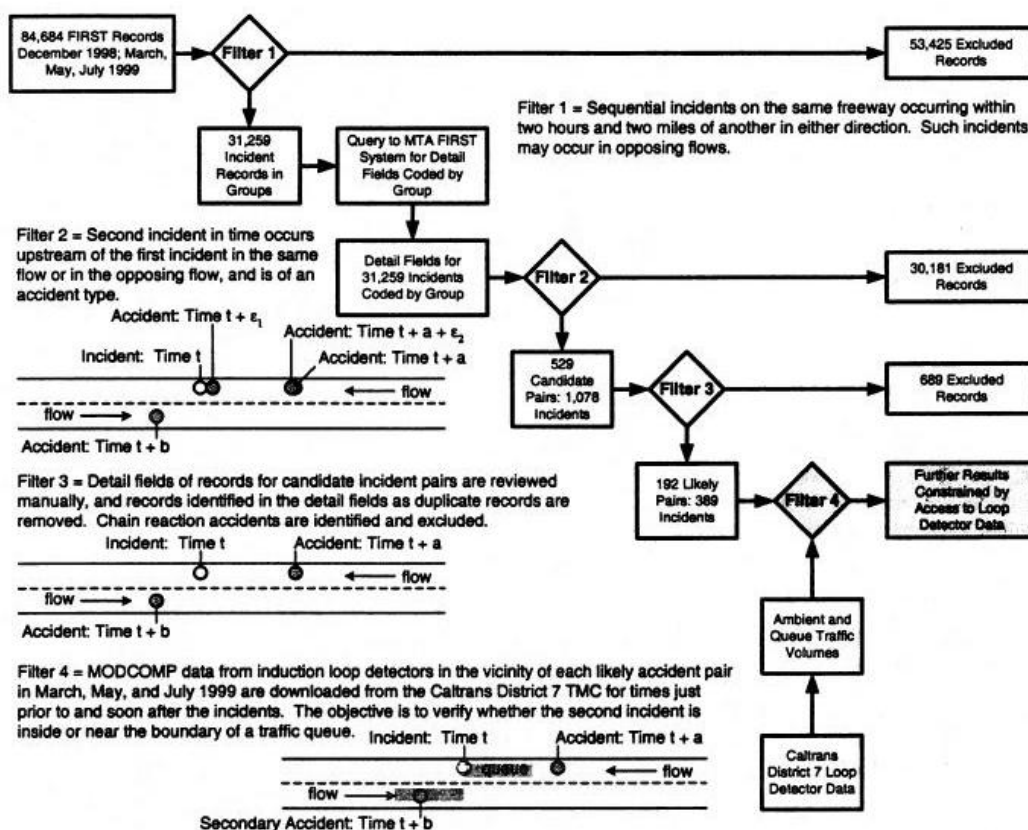 84,684 FIRST Records
December 1998; March,
May, July 1999
Filter 1
53,425 Excluded
Records
Filter 1 = Sequential incidents on the same freeway occurring within
two hours and two miles of another in either direction. Such incidents
may occur in opposing flows.
31,259
Incident
Records in
Groups
Query to MTA FIRST
System for Detail
Fields Coded by
Group
Filter 2 = Second incident in time occurs
upstream of the first incident in the same
flow or in the opposing flow, and is of an
accident type.
Detail Fields for
31,259 Incidents
Coded by Group
Filter 2
30,181 Excluded
Records
Accident: Time t + ε₁
Accident: Time t + a + ε₂
Incident: Time t
Accident: Time t + a
flow
flow
Accident: Time t + b
529
Candidate
Pairs: 1,078
Incidents
Filter 3
689 Excluded
Records
Filter 3 = Detail fields of records for candidate incident pairs are reviewed
manually, and records identified in the detail fields as duplicate records are
removed. Chain reaction accidents are identified and excluded.
192 Likely
Pairs: 389
Incidents
Filter 4
Further Results
Constrained by
Access to Loop
Detector Data
Incident: Time t
Accident: Time t + a
flow
flow
Accident: Time t + b
Ambient and
Queue Traffic
Volumes
Filter 4 = MODCOMP data from induction loop detectors in the vicinity of each likely accident pair
in March, May, and July 1999 are downloaded from the Caltrans District 7 TMC for times just
prior to and soon after the incidents. The objective is to verify whether the second incident is
inside or near the boundary of a traffic queue.
Incident: Time t
Accident: Time t + a
queue
flow
flow
Secondary Accident: Time t + b
Caltrans
District 7 Loop
Detector Data